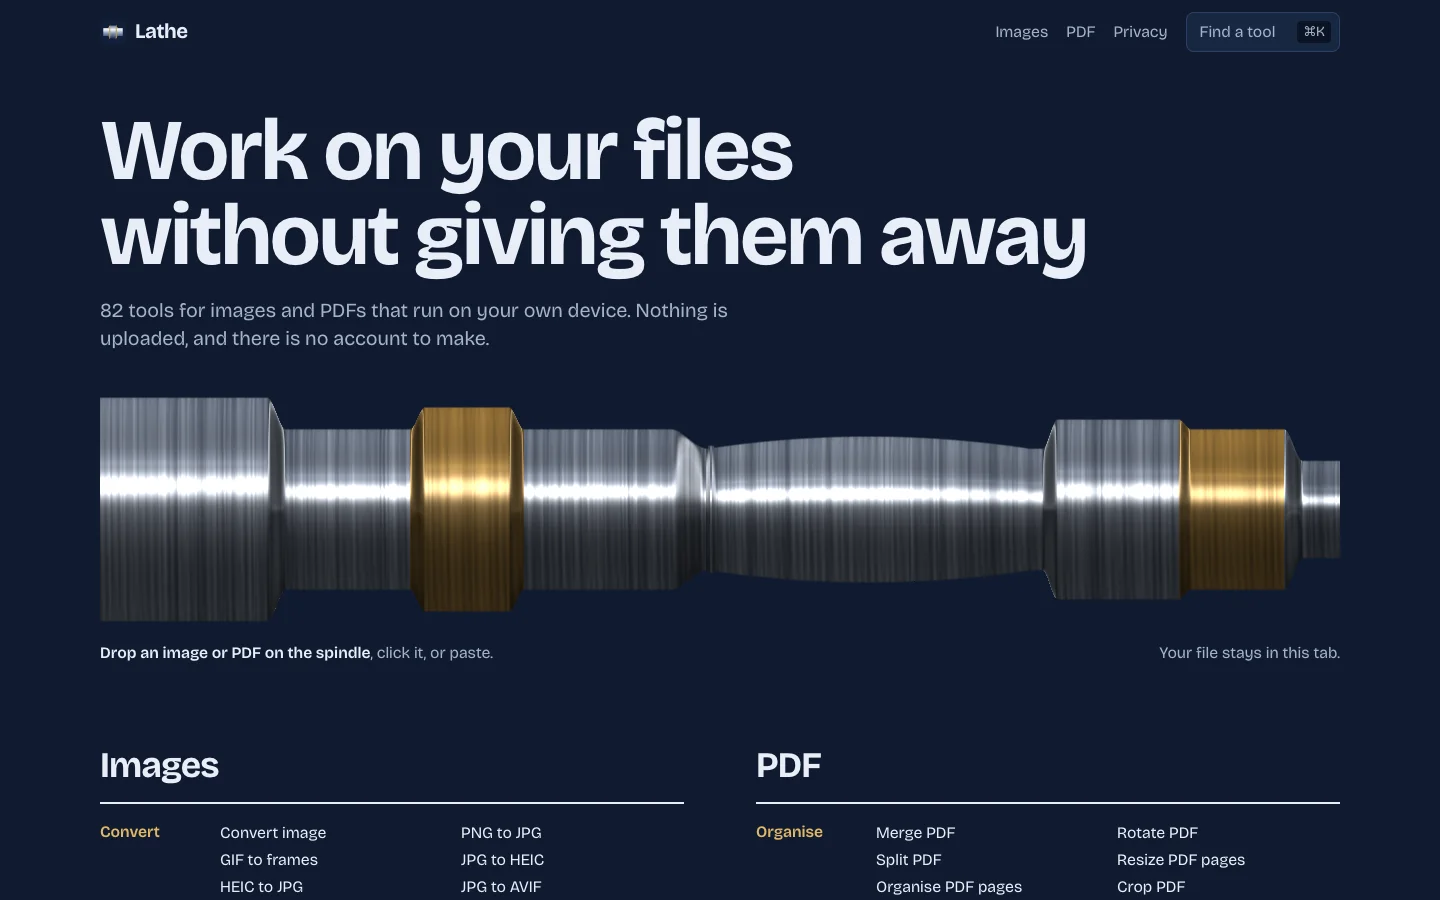 Lathe
Images PDF Privacy Find a tool ⌘K
Work on your files
without giving them away
82 tools for images and PDFs that run on your own device. Nothing is
uploaded, and there is no account to make.
Drop an image or PDF on the spindle, click it, or paste.
Your file stays in this tab.
Images
Convert
Convert image PNG to JPG
GIF to frames JPG to HEIC
HEIC to JPG JPG to AVIF
PDF
Organise
Merge PDF Rotate PDF
Split PDF Resize PDF pages
Organise PDF pages Crop PDF